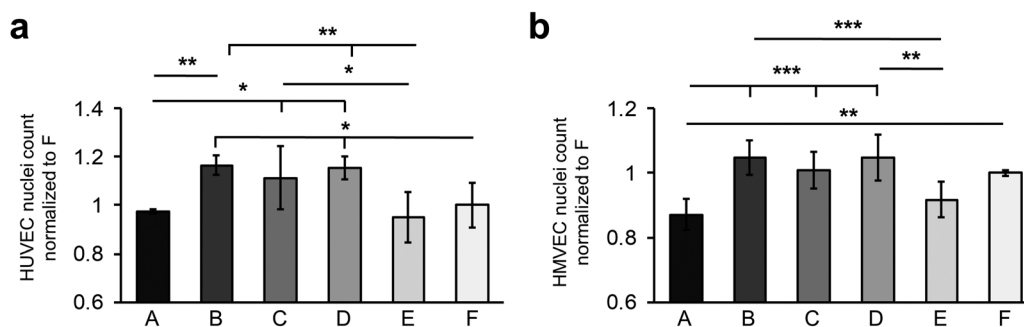 a
**
**
*
*
*
HUVEC nuclei count
normalized to F
1.4
1.2
1
0.8
0.6
A B C D E F
b
***
**
***
**
HMVEC nuclei count
normalized to F
1.2
1
0.8
0.6
A B C D E F